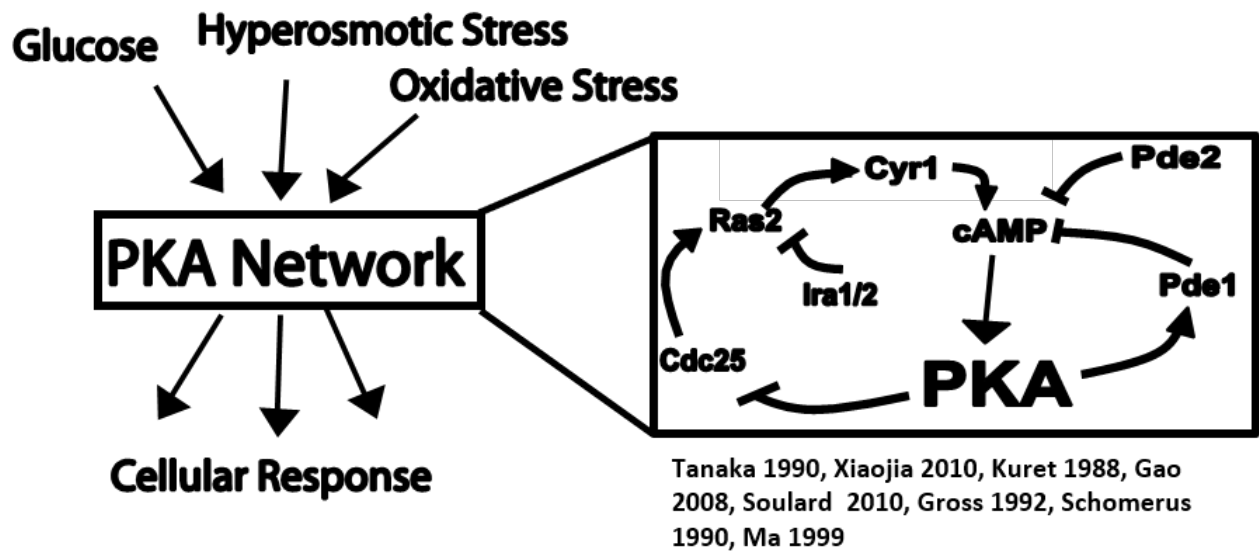 Glucose
Hyperosmotic Stress
Oxidative Stress
PKA Network
Cellular Response
Cyr1
Pde2
Ras2
cAMP
Ira1/2
Pde1
Cdc25
PKA
Tanaka 1990, Xiaojia 2010, Kuret 1988, Gao
2008, Soulard  2010, Gross 1992, Schomerus
1990, Ma 1999